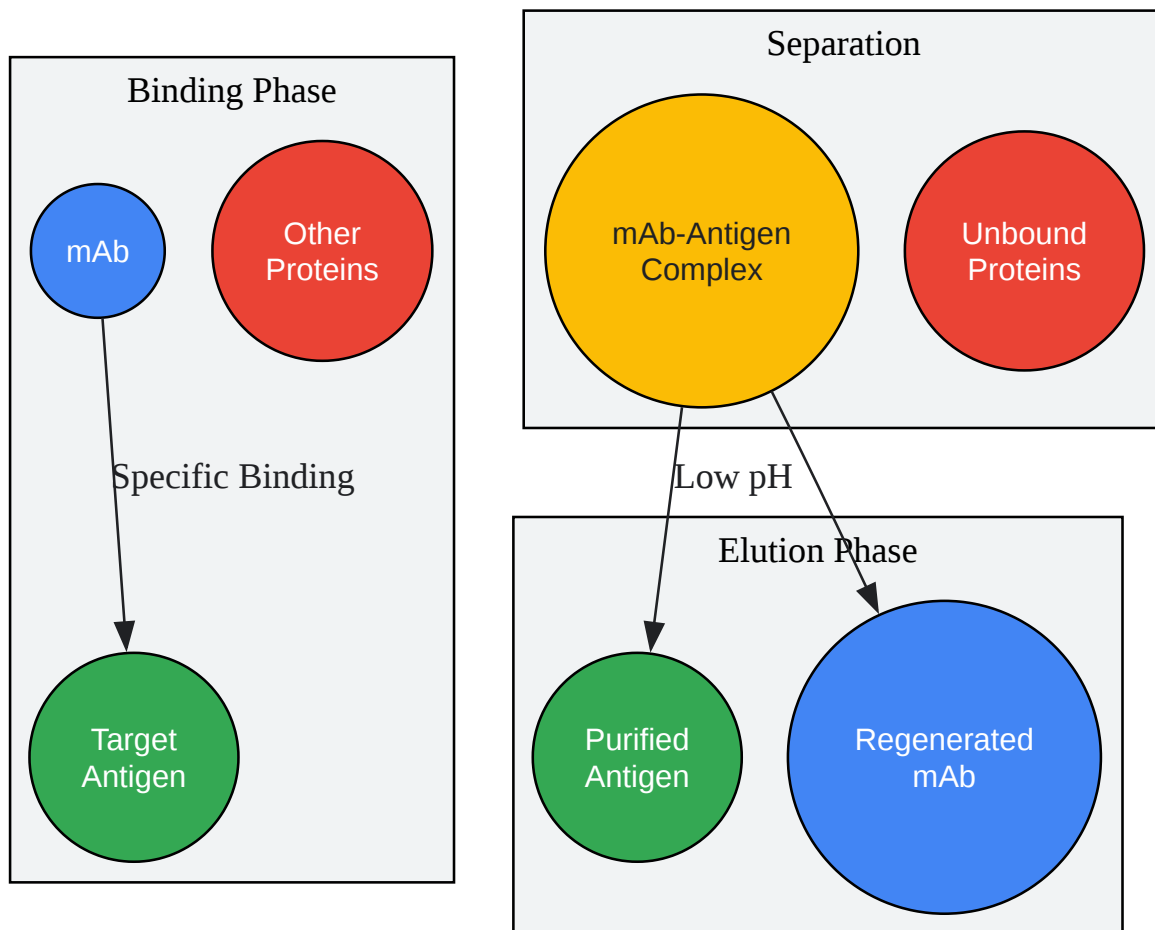 Binding Phase
mAb
Other
Proteins
Specific Binding
Target
Antigen
Separation
mAb-Antigen
Complex
Unbound
Proteins
Low pH
Elution Phase
Purified
Antigen
Regenerated
mAb